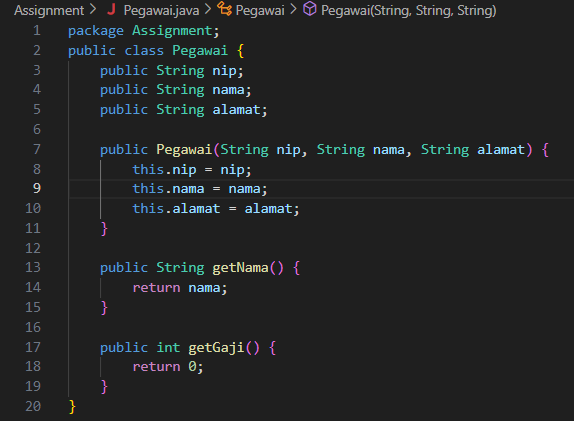 Assignment > Pegawai.java > Pegawai > Pegawai(String, String, String)
1 package Assignment;
2 public class Pegawai {
3     public String nip;
4     public String nama;
5     public String alamat;
6
7     public Pegawai(String nip, String nama, String alamat) {
8         this.nip = nip;
9         this.nama = nama;
10         this.alamat = alamat;
11     }
12
13     public String getNama() {
14         return nama;
15     }
16
17     public int getGaji() {
18         return 0;
19     }
20 }